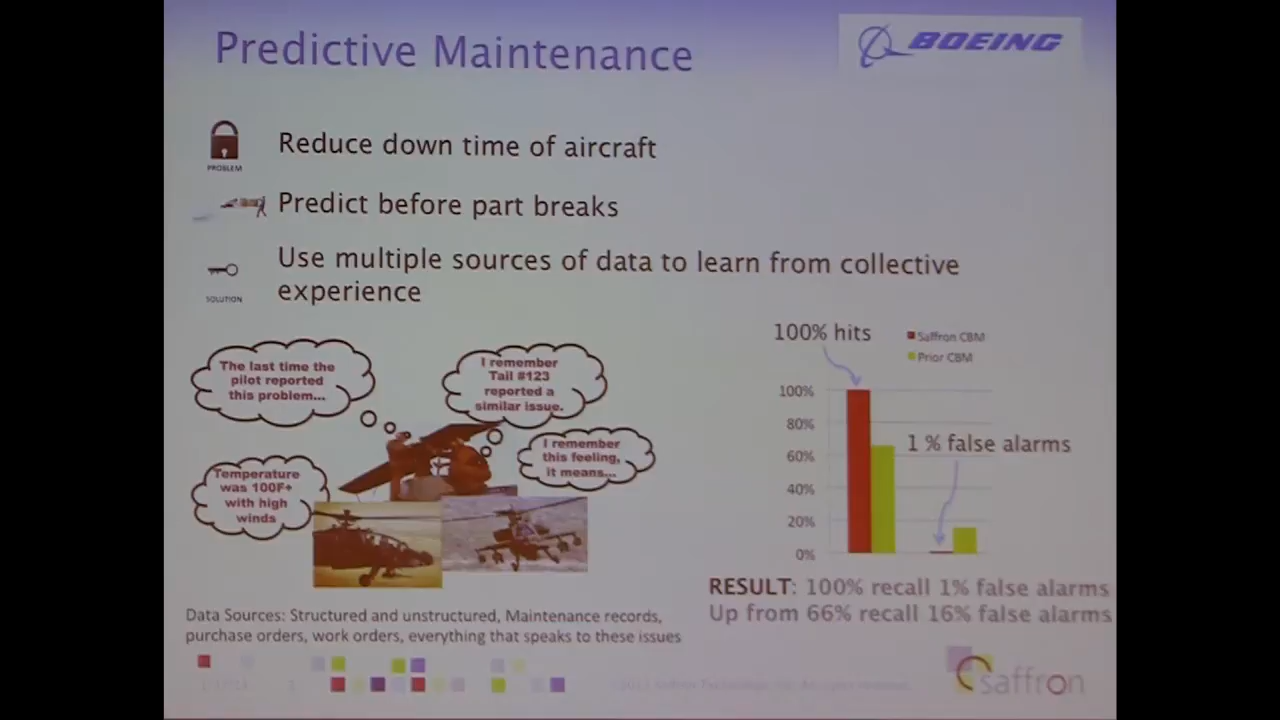 Predictive Maintenance
BOEING
PROBLEM
Reduce down time of aircraft
Predict before part breaks
SOLUTION
Use multiple sources of data to learn from collective
experience
The last time the
pilot reported
this problem...
I remember
Tail #123
reported a
similar issue.
I remember
this feeling,
it means...
Temperature
was 100F+
with high
winds
100% hits
Saffron CBM
Prior CBM
100%
80%
60%
40%
20%
0%
1 % false alarms
RESULT: 100% recall 1% false alarms
Up from 66% recall 16% false alarms
Data Sources: Structured and unstructured, Maintenance records,
purchase orders, work orders, everything that speaks to these issues
saffron